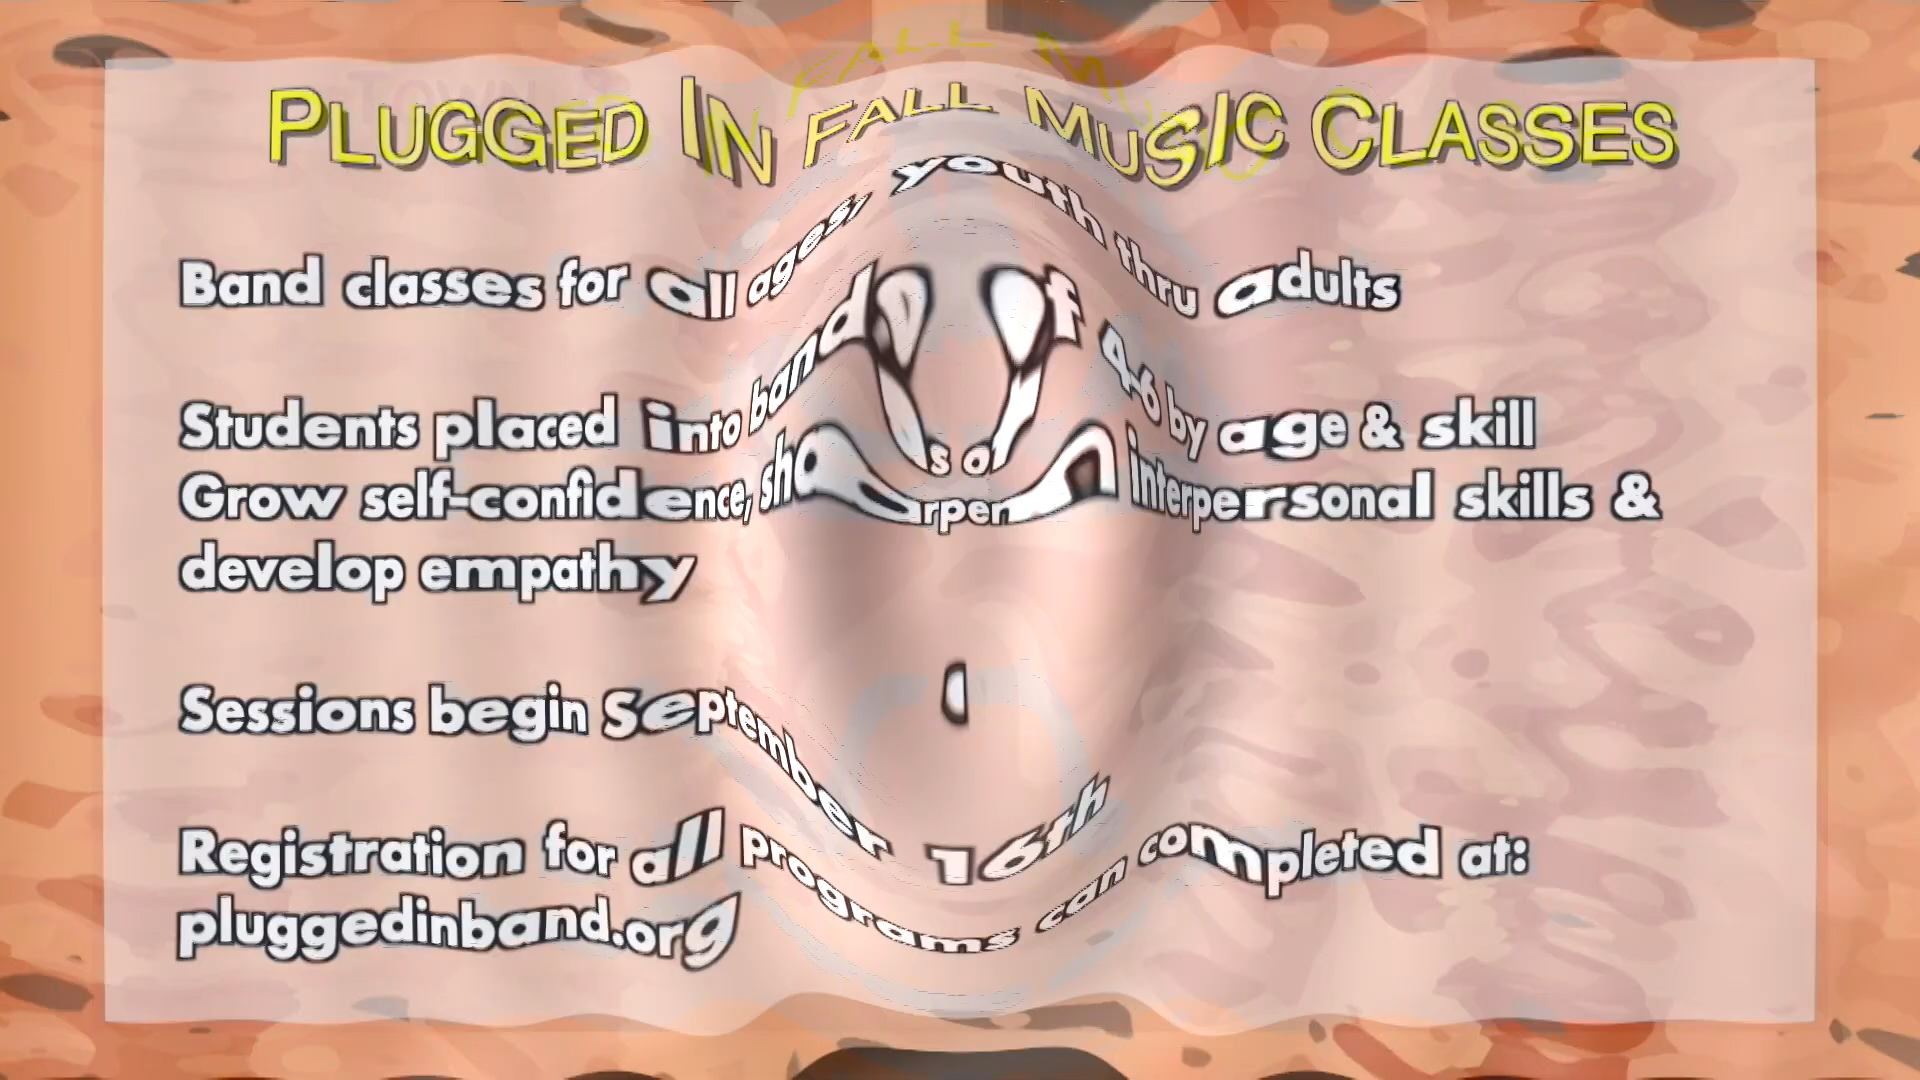 PLUGGED IN FALL MUSIC CLASSES
Band classes for all ages; youth thru adults
Students placed into bands of 4-6 by age & skill
Grow self-confidence, sharpen interpersonal skills &
develop empathy
Sessions begin September 16th
Registration for all programs can completed at:
pluggedinband.org